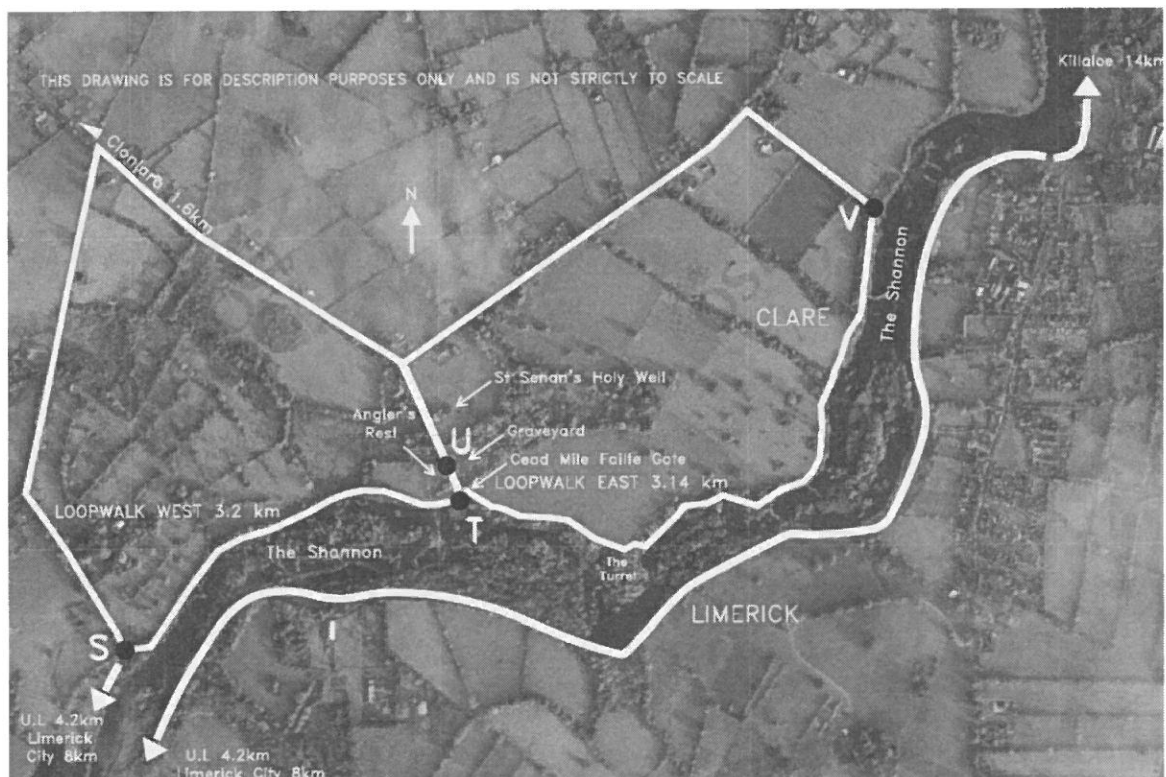 THIS DRAWING IS FOR DESCRIPTION PURPOSES ONLY AND IS NOT STRICTLY TO SCALE
Killaloe 14km
Clonlara 1.6km
N
V
The Shannon
CLARE
St Senan's Holy Well
Angler's
Rest
U
Graveyard
Cead Mile Failte Gate
LOOPWALK EAST 3.14 km
LOOPWALK WEST 3.2 km
T
The Shannon
The
Turret
LIMERICK
S
U.L 4.2km
Limerick
City 8km
U.L 4.2km
Limerick City 8km